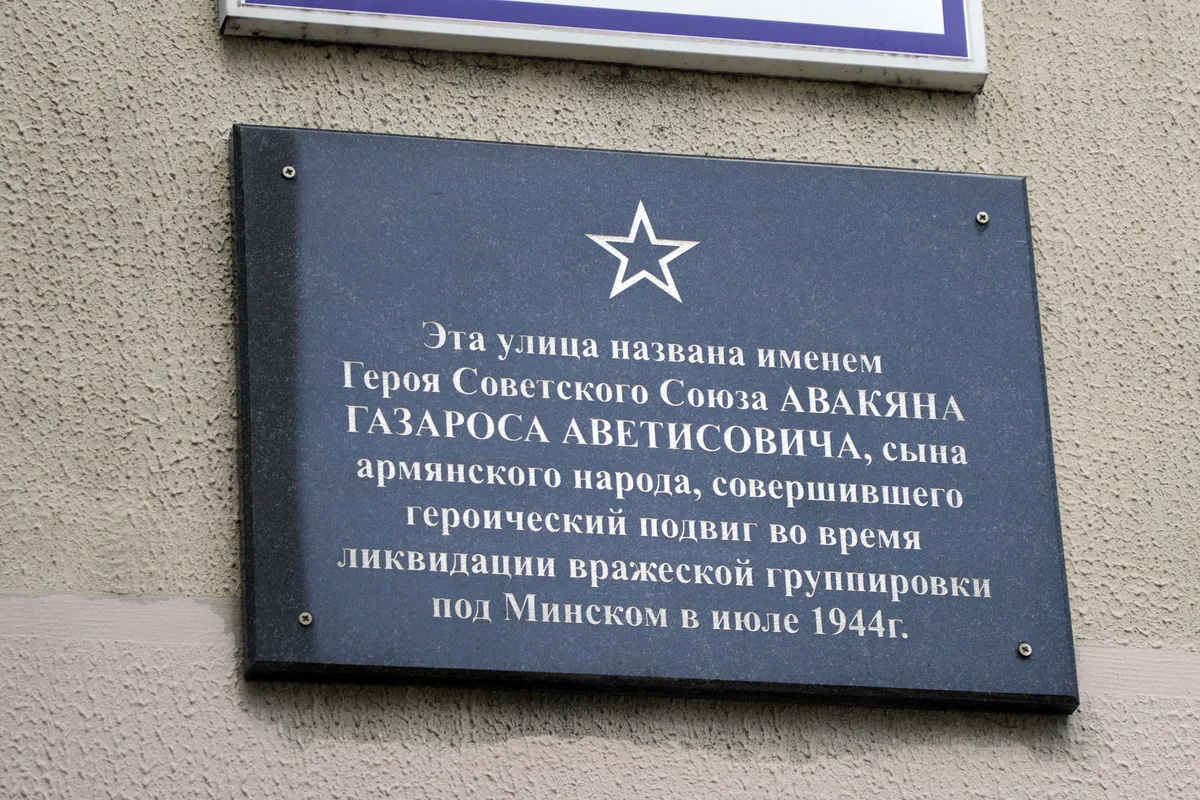 Эта улица названа именем
Героя Советского Союза АВАКЯНА
ГАЗАРОСА АВЕТИСОВИЧА, сына
армянского народа, совершившего
героический подвиг во время
ликвидации вражеской группировки
под Минском в июле 1944г.